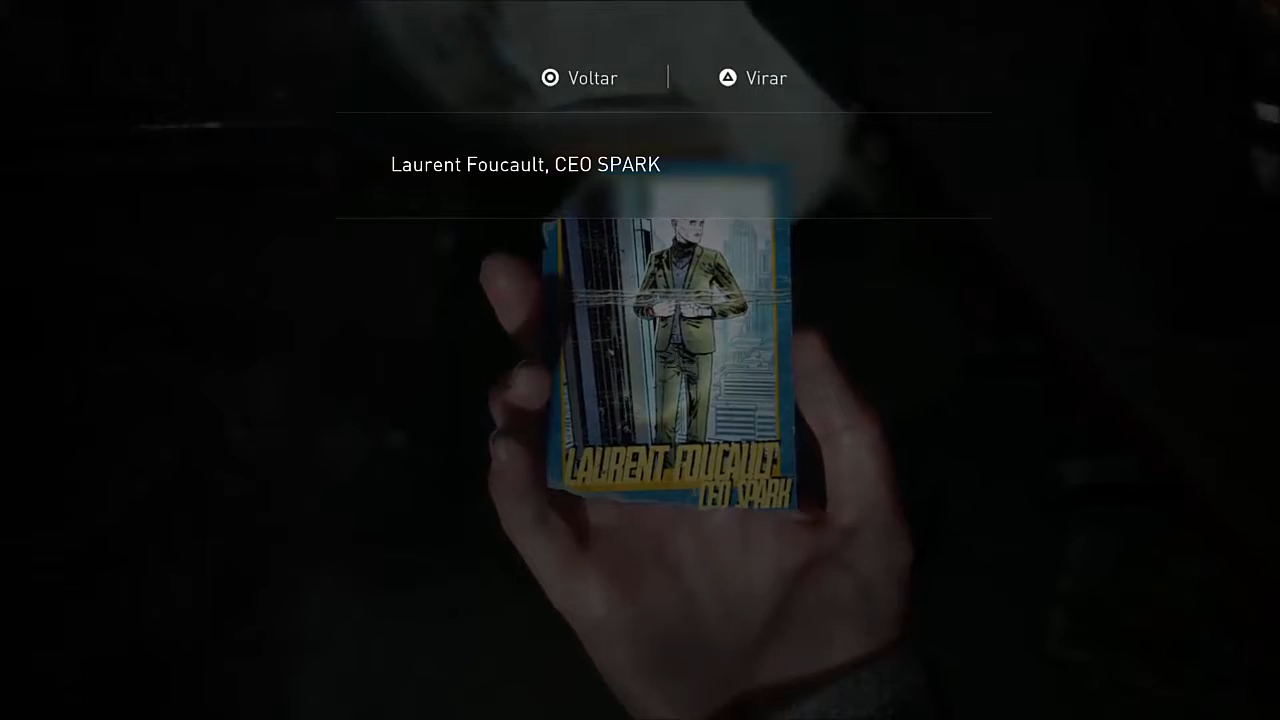 Voltar
Virar
Laurent Foucault, CEO SPARK
LAURENT FOUCAULT
CEO SPARK